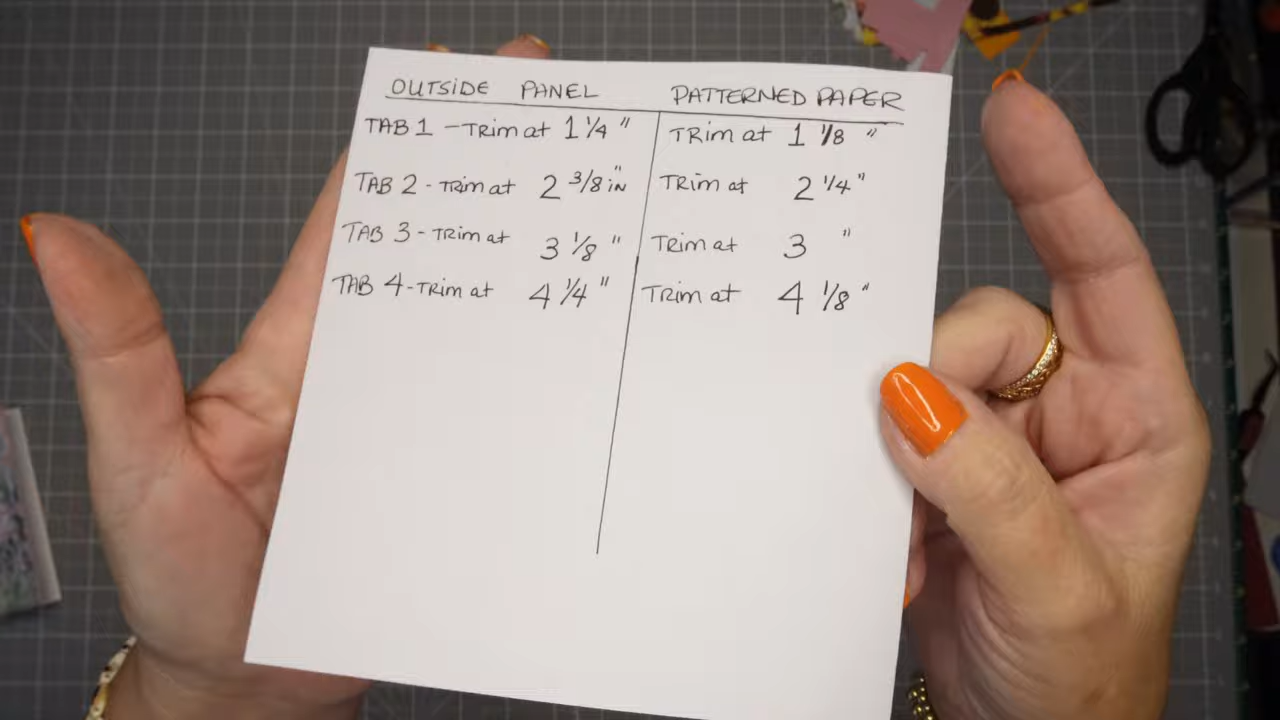 OUTSIDE PANEL PATTERNED PAPER
TAB 1 - TRim at 1 1/4 " TRim at 1 1/8 "
TAB 2 - TRim at 2 3/8 " iN TRim at 2 1/4 "
TAB 3 - TRim at 3 1/8 " TRim at 3 "
TAB 4 - TRim at 4 1/4 " TRim at 4 1/8 "